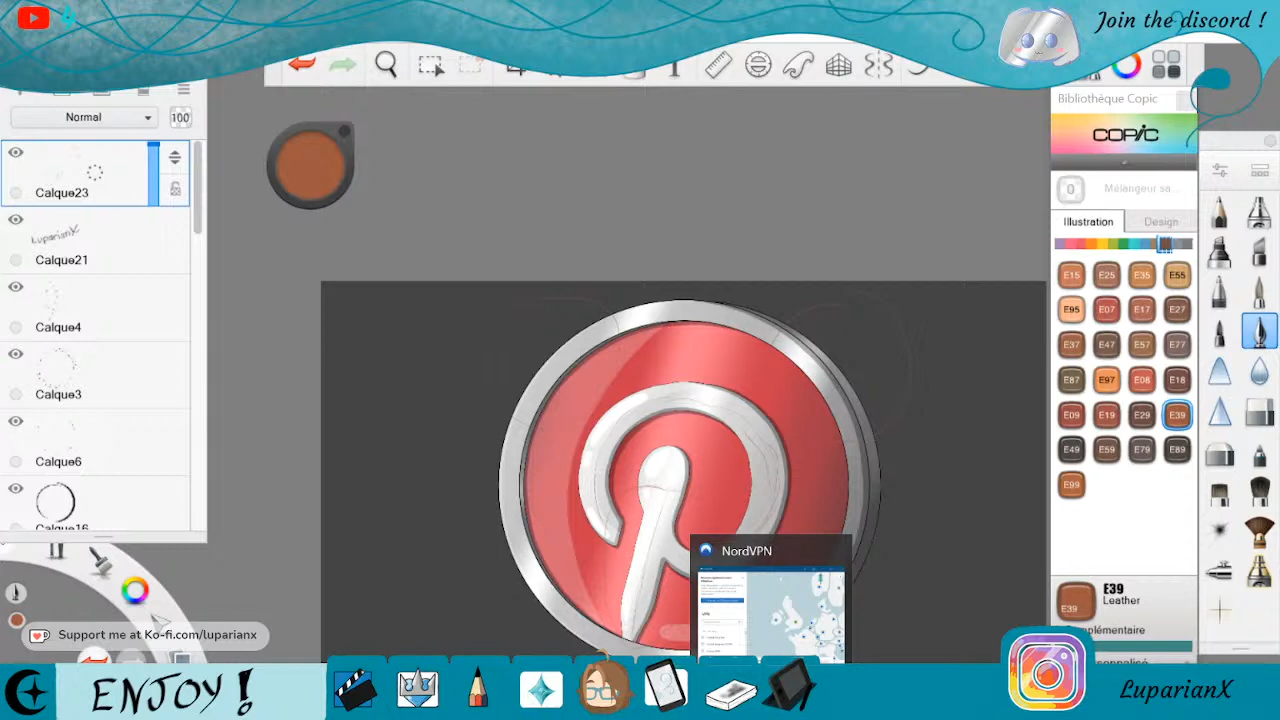 Join the discord !
Normal
100
Calque23
LuparianX
Calque21
Calque4
Calque3
Calque6
Calque16
Bibliothèque Copic
COPIC
0
Mélangeur sa...
Illustration
Design
E15 E25 E35 E55
E95 E07 E17 E27
E37 E47 E57 E77
E87 E97 E08 E18
E09 E19 E29 E39
E49 E59 E79 E89
E99
E39
E39
Leather
Complémentaire
NordVPN
Support me at Ko-fi.com/luparianx
ENJOY !
LuparianX